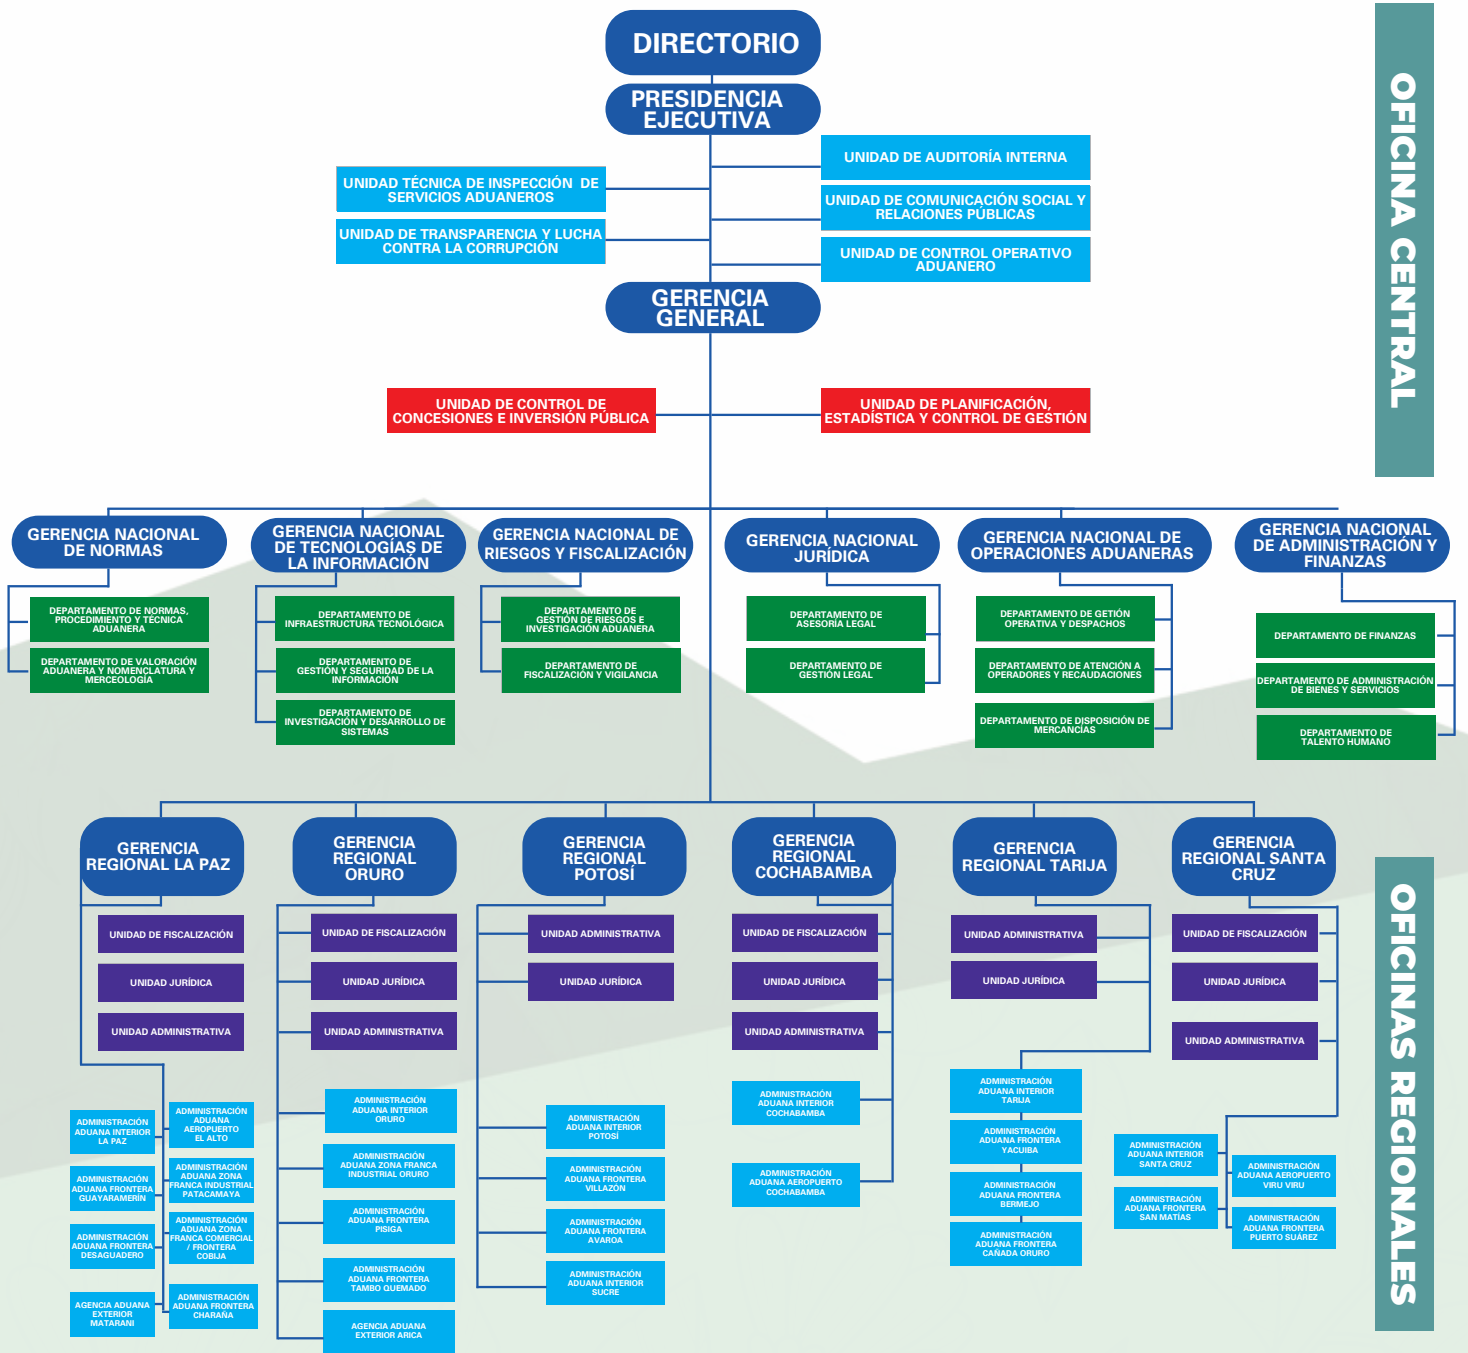 DIRECTORIO
PRESIDENCIA
EJECUTIVA
UNIDAD TÉCNICA DE INSPECCIÓN DE
SERVICIOS ADUANEROS
UNIDAD DE TRANSPARENCIA Y LUCHA
CONTRA LA CORRUPCIÓN
UNIDAD DE AUDITORÍA INTERNA
UNIDAD DE COMUNICACIÓN SOCIAL Y
RELACIONES PÚBLICAS
UNIDAD DE CONTROL OPERATIVO
ADUANERO
GERENCIA
GENERAL
UNIDAD DE CONTROL DE
CONCESIONES E INVERSIÓN PÚBLICA
UNIDAD DE PLANIFICACIÓN,
ESTADÍSTICA Y CONTROL DE GESTIÓN
OFICINA CENTRAL
GERENCIA NACIONAL
DE NORMAS
DEPARTAMENTO DE NORMAS,
PROCEDIMIENTO Y TÉCNICA
ADUANERA
DEPARTAMENTO DE VALORACIÓN
ADUANERA Y NOMENCLATURA Y
MERCEOLOGÍA
GERENCIA NACIONAL
DE TECNOLOGÍAS DE
LA INFORMACIÓN
DEPARTAMENTO DE
INFRAESTRUCTURA TECNOLÓGICA
DEPARTAMENTO DE
GESTIÓN Y SEGURIDAD DE LA
INFORMACIÓN
DEPARTAMENTO DE
INVESTIGACIÓN Y DESARROLLO DE
SISTEMAS
GERENCIA NACIONAL DE
RIESGOS Y FISCALIZACIÓN
DEPARTAMENTO DE
GESTIÓN DE RIESGOS E
INVESTIGACIÓN ADUANERA
DEPARTAMENTO DE
FISCALIZACIÓN Y VIGILANCIA
GERENCIA NACIONAL
JURÍDICA
DEPARTAMENTO DE
ASESORÍA LEGAL
DEPARTAMENTO DE
GESTIÓN LEGAL
GERENCIA NACIONAL DE
OPERACIONES ADUANERAS
DEPARTAMENTO DE GETIÓN
OPERATIVA Y DESPACHOS
DEPARTAMENTO DE ATENCIÓN A
OPERADORES Y RECAUDACIONES
DEPARTAMENTO DE DISPOSICIÓN DE
MERCANCÍAS
GERENCIA NACIONAL
DE ADMINISTRACIÓN Y
FINANZAS
DEPARTAMENTO DE FINANZAS
DEPARTAMENTO DE ADMINISTRACIÓN
DE BIENES Y SERVICIOS
DEPARTAMENTO DE
TALENTO HUMANO
GERENCIA
REGIONAL LA PAZ
UNIDAD DE FISCALIZACIÓN
UNIDAD JURÍDICA
UNIDAD ADMINISTRATIVA
ADMINISTRACIÓN
ADUANA INTERIOR
LA PAZ
ADMINISTRACIÓN
ADUANA FRONTERA
GUAYARAMERÍN
ADMINISTRACIÓN
ADUANA FRONTERA
DESAGUADERO
AGENCIA ADUANA
EXTERIOR
MATARANI
ADMINISTRACIÓN
ADUANA
AEROPUERTO
EL ALTO
ADMINISTRACIÓN
ADUANA ZONA
FRANCA INDUSTRIAL
PATACAMAYA
ADMINISTRACIÓN
ADUANA ZONA
FRANCA COMERCIAL
/ FRONTERA
COBIJA
ADMINISTRACIÓN
ADUANA FRONTERA
CHARAÑA
GERENCIA
REGIONAL
ORURO
UNIDAD DE FISCALIZACIÓN
UNIDAD JURÍDICA
UNIDAD ADMINISTRATIVA
ADMINISTRACIÓN
ADUANA INTERIOR
ORURO
ADMINISTRACIÓN
ADUANA ZONA FRANCA
INDUSTRIAL ORURO
ADMINISTRACIÓN
ADUANA FRONTERA
PISIGA
ADMINISTRACIÓN
ADUANA FRONTERA
TAMBO QUEMADO
AGENCIA ADUANA
EXTERIOR ARICA
GERENCIA
REGIONAL
POTOSÍ
UNIDAD ADMINISTRATIVA
UNIDAD JURÍDICA
ADMINISTRACIÓN
ADUANA INTERIOR
POTOSÍ
ADMINISTRACIÓN
ADUANA FRONTERA
VILLAZÓN
ADMINISTRACIÓN
ADUANA FRONTERA
AVAROA
ADMINISTRACIÓN
ADUANA INTERIOR
SUCRE
GERENCIA
REGIONAL
COCHABAMBA
UNIDAD DE FISCALIZACIÓN
UNIDAD JURÍDICA
UNIDAD ADMINISTRATIVA
ADMINISTRACIÓN
ADUANA INTERIOR
COCHABAMBA
ADMINISTRACIÓN
ADUANA AEROPUERTO
COCHABAMBA
GERENCIA
REGIONAL TARIJA
UNIDAD ADMINISTRATIVA
UNIDAD JURÍDICA
ADMINISTRACIÓN
ADUANA INTERIOR
TARIJA
ADMINISTRACIÓN
ADUANA FRONTERA
YACUIBA
ADMINISTRACIÓN
ADUANA FRONTERA
BERMEJO
ADMINISTRACIÓN
ADUANA FRONTERA
CAÑADA ORURO
GERENCIA
REGIONAL SANTA
CRUZ
UNIDAD DE FISCALIZACIÓN
UNIDAD JURÍDICA
UNIDAD ADMINISTRATIVA
ADMINISTRACIÓN
ADUANA INTERIOR
SANTA CRUZ
ADMINISTRACIÓN
ADUANA FRONTERA
SAN MATÍAS
ADMINISTRACIÓN
ADUANA AEROPUERTO
VIRU VIRU
ADMINISTRACIÓN
ADUANA FRONTERA
PUERTO SUÁREZ
OFICINAS REGIONALES